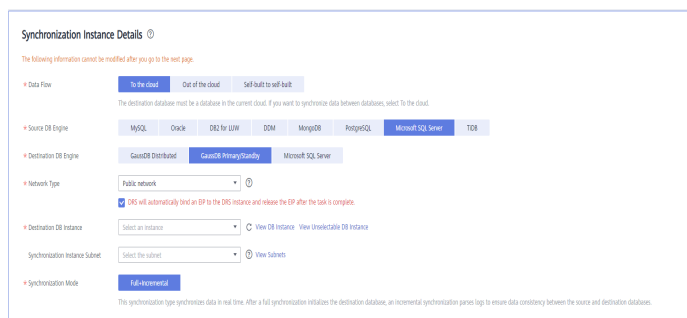 Synchronization Instance Details
The following information cannot be modified after you go to the next page.
* Data Flow To the cloud Out of the cloud Self-built to self-built
The destination database must be a database in the current cloud. If you want to synchronize data between databases, select To the cloud.
* Source DB Engine MySQL Oracle DB2 for LUW DDM MongoDB PostgreSQL Microsoft SQL Server TiDB
* Destination DB Engine GaussDB Distributed GaussDB Primary/Standby Microsoft SQL Server
* Network Type Public network
DRS will automatically bind an EIP to the DRS instance and release the EIP after the task is complete.
* Destination DB Instance Select an instance View DB Instance View Unselectable DB Instance
Synchronization Instance Subnet Select the subnet View Subnets
* Synchronization Mode Full+Incremental
This synchronization type synchronizes data in real time. After a full synchronization initializes the destination database, an incremental synchronization parses logs to ensure data consistency between the source and destination databases.